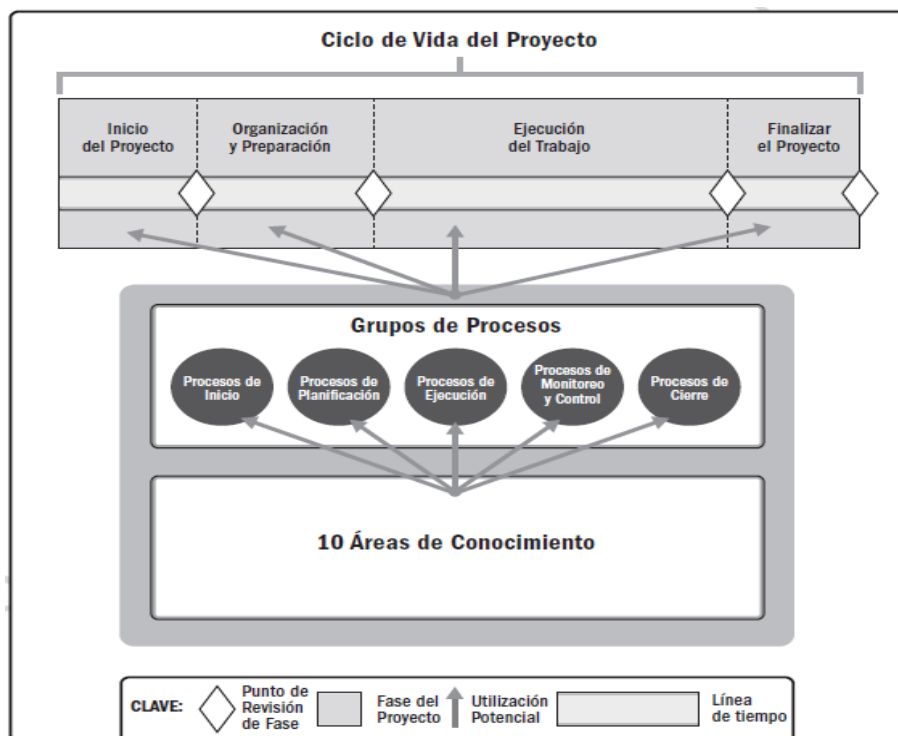 Ciclo de Vida del Proyecto
Inicio
del Proyecto
Organización
y Preparación
Ejecución
del Trabajo
Finalizar
el Proyecto
Grupos de Procesos
Procesos de
Inicio
Procesos de
Planificación
Procesos de
Ejecución
Procesos de
Monitoreo
y Control
Procesos de
Cierre
10 Áreas de Conocimiento
CLAVE:
Punto de
Revisión
de Fase
Fase del
Proyecto
Utilización
Potencial
Línea
de tiempo